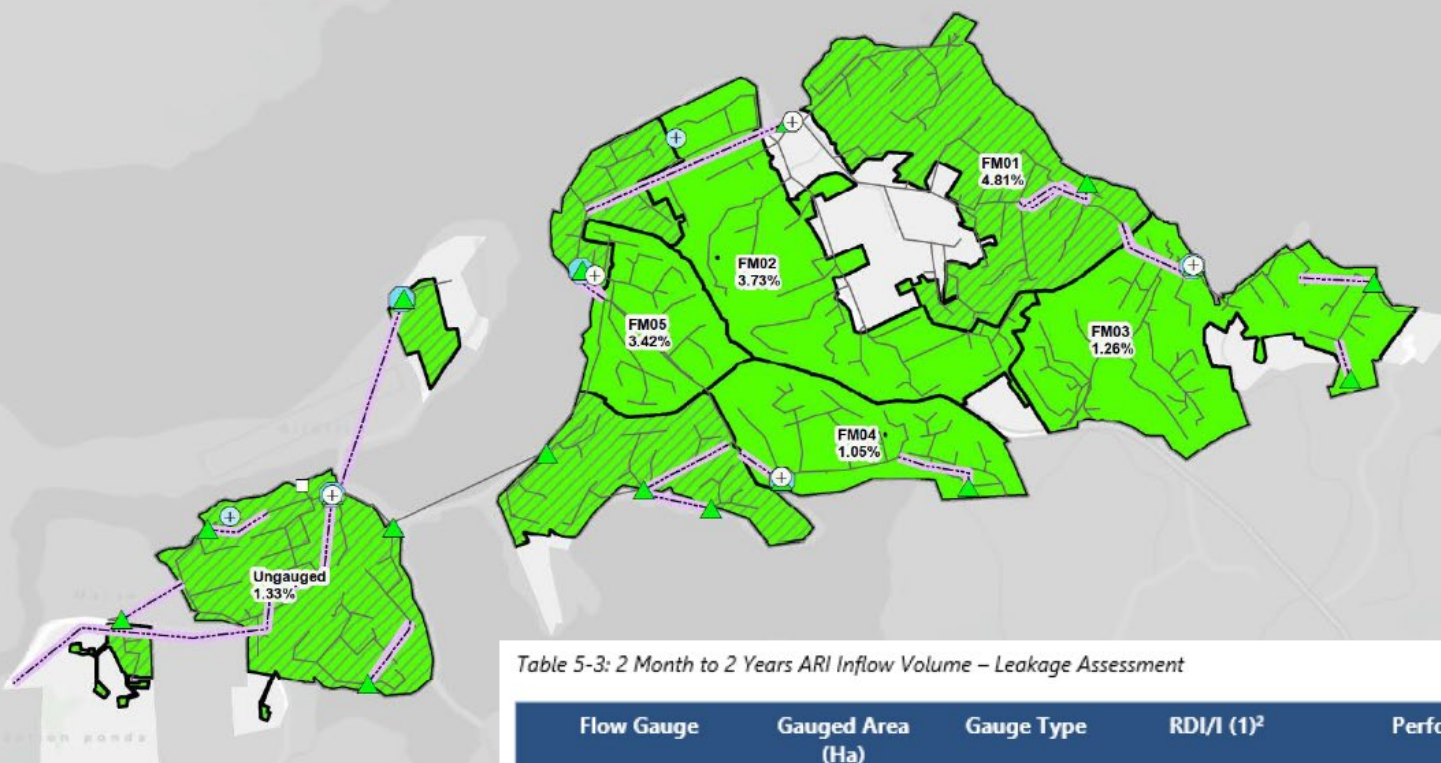 FM01
4.81%
FM02
3.73%
FM05
3.42%
FM03
1.26%
FM04
1.05%
Ungauged
1.33%
ponds
Table 5-3: 2 Month to 2 Years ARI Inflow Volume – Leakage Assessment
Flow Gauge Gauged Area Gauge Type RDI/I (1)² Perfo
(Ha)